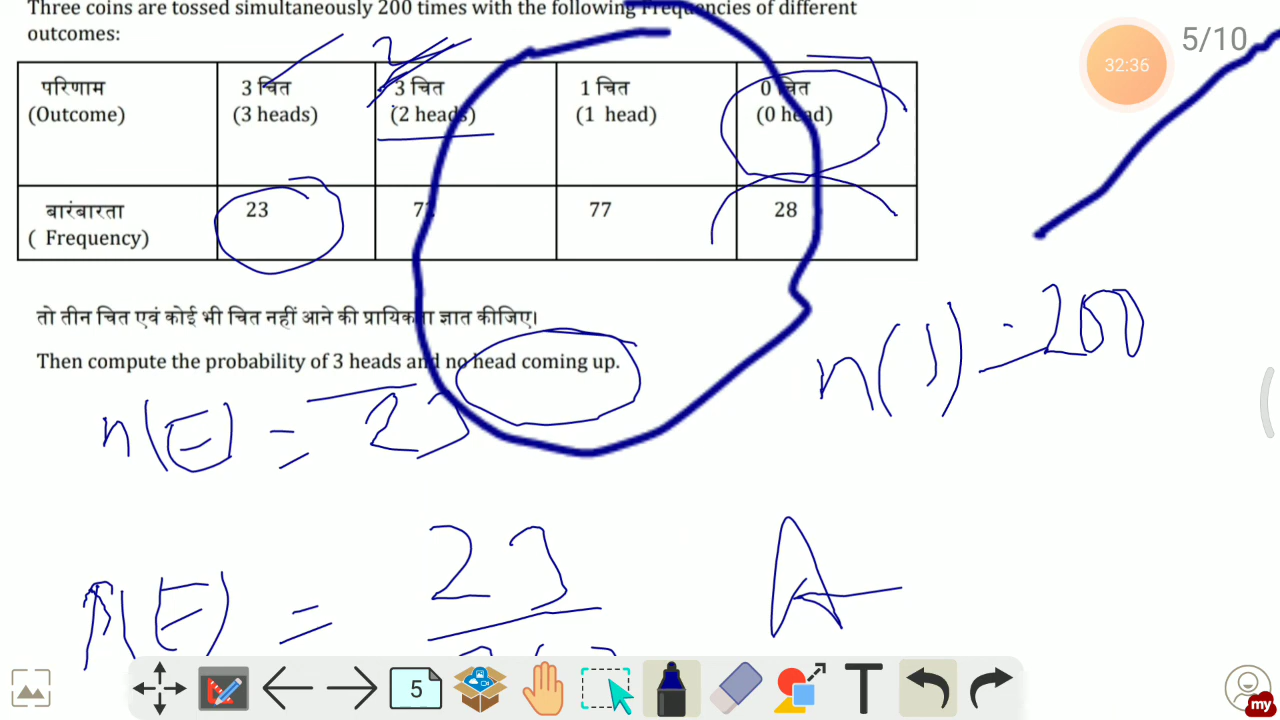 Three coins are tossed simultaneously 200 times with the following Frequencies of different
outcomes:
5/10
32:36
परिणाम 3 चित 2 3 चित 1 चित 0 चित
(Outcome) (3 heads) (2 heads) (1 head) (0 head)
बारंबारता 23 77 28
( Frequency)
तो तीन चित एवं कोई भी चित नहीं आने की प्रायिकता ज्ञात कीजिए।
Then compute the probability of 3 heads and no head coming up.
= 200
n(E) = 23
23
A
(E) =
5
T
my